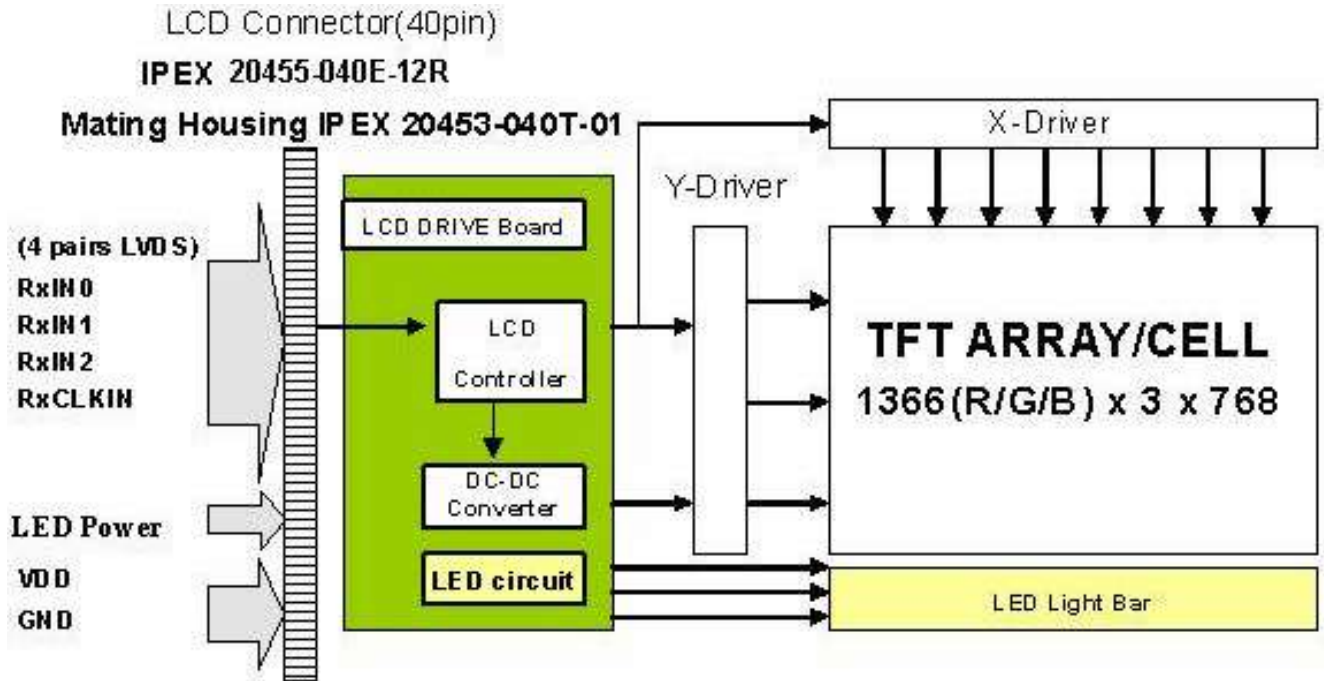 LCD Connector(40pin)
IPEX 20455-040E-12R
Mating Housing IPEX 20453-040T-01
X-Driver
Y-Driver
LCD DRIVE Board
(4 pairs LVDS)
RxIN0
RxIN1
RxIN2
RxCLKIN
LCD
Controller
TFT ARRAY/CELL
1366(R/G/B) x 3 x 768
DC-DC
Converter
LED Power
VDD
GND
LED circuit
LED Light Bar